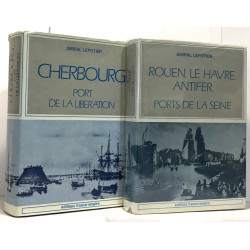 AMIRAL LEPOTIER
CHERBOURG
PORT
DE LA LIBERATION
éditions france-empire
AMIRAL LEPOTIER
ROUEN LE HAVRE
ANTIFER
PORTS DE LA SEINE
éditions france-empire